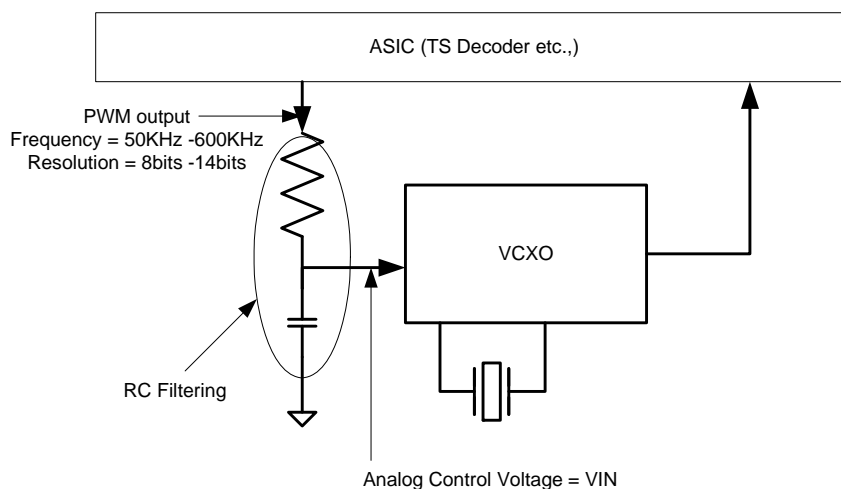 ASIC (TS Decoder etc.,)
PWM output
Frequency = 50KHz -600KHz
Resolution = 8bits -14bits
VCXO
RC Filtering
Analog Control Voltage = VIN